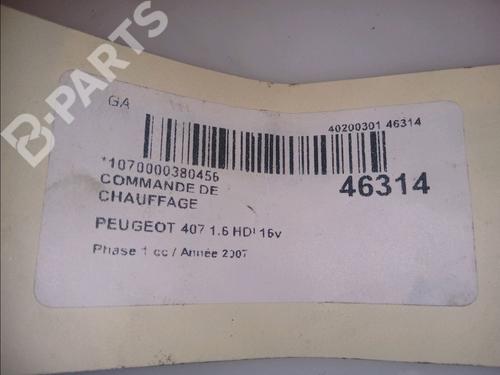 B-PARTS
GA
40200301 46314
*1070000380456
46314
COMMANDE DE
CHAUFFAGE
PEUGEOT 407 1.6 HDI 16v
Phase 1 cc / Année 2007